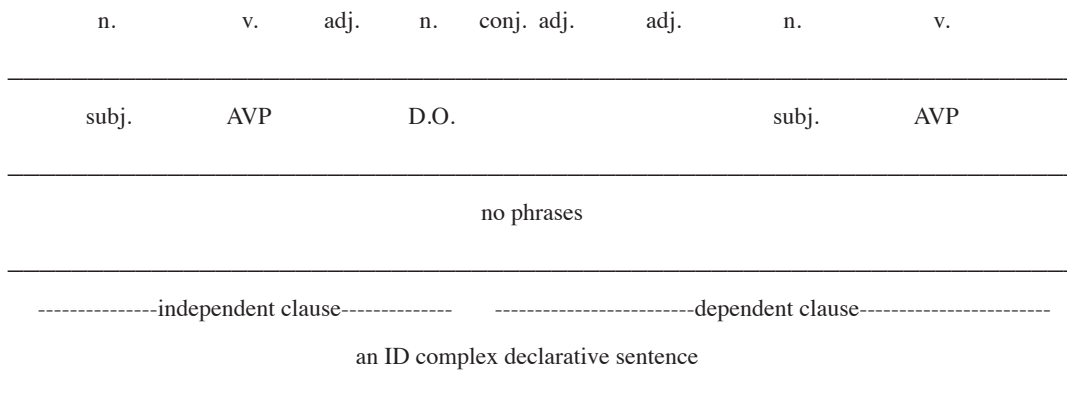 n. v. adj. n. conj. adj. adj. n. v.
subj. AVP D.O. subj. AVP
no phrases
---------------independent clause-------------- -------------------------dependent clause------------------------
an ID complex declarative sentence